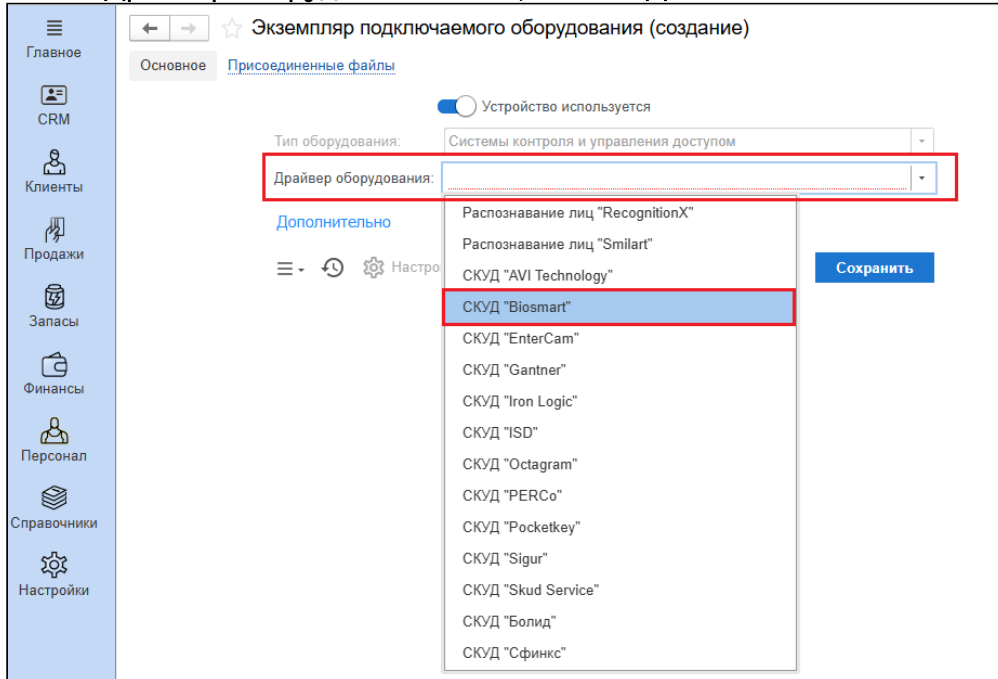 Экземпляр подключаемого оборудования (создание)
Основное Присоединенные файлы
Главное
CRM
Клиенты
Продажи
Запасы
Финансы
Персонал
Справочники
Настройки
Устройство используется
Тип оборудования: Системы контроля и управления доступом
Драйвер оборудования:
Дополнительно
Настро
Сохранить
Распознавание лиц "RecognitionX"
Распознавание лиц "Smilart"
СКУД "AVI Technology"
СКУД "Biosmart"
СКУД "EnterCam"
СКУД "Gantner"
СКУД "Iron Logic"
СКУД "ISD"
СКУД "Octagram"
СКУД "PERCo"
СКУД "Pocketkey"
СКУД "Sigur"
СКУД "Skud Service"
СКУД "Болид"
СКУД "Сфинкс"